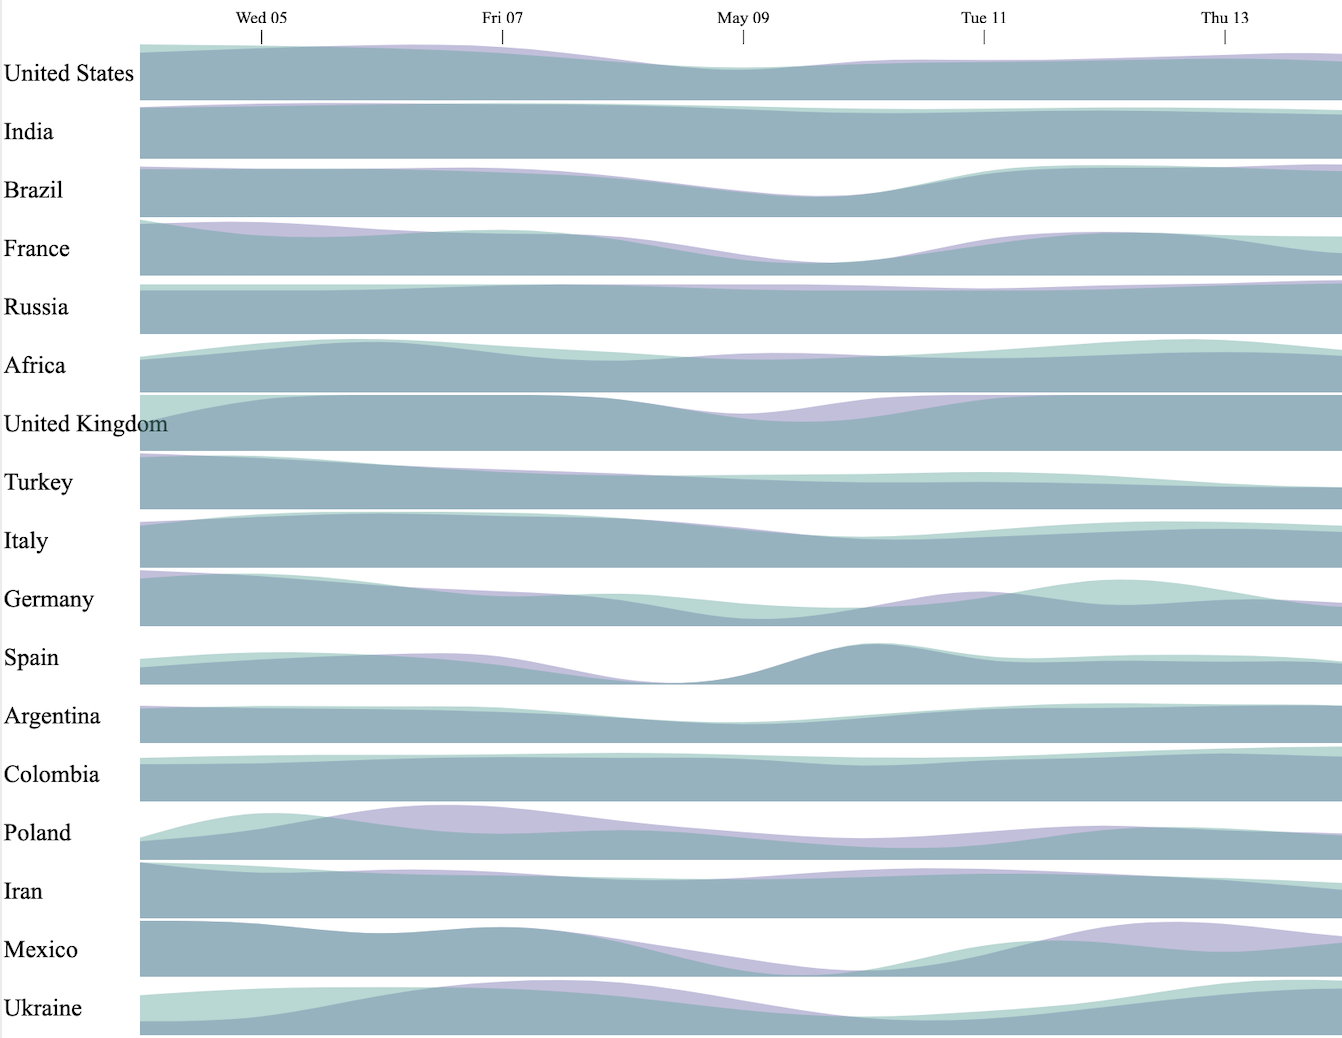 Wed 05 Fri 07 May 09 Tue 11 Thu 13
United States
India
Brazil
France
Russia
Africa
United Kingdom
Turkey
Italy
Germany
Spain
Argentina
Colombia
Poland
Iran
Mexico
Ukraine